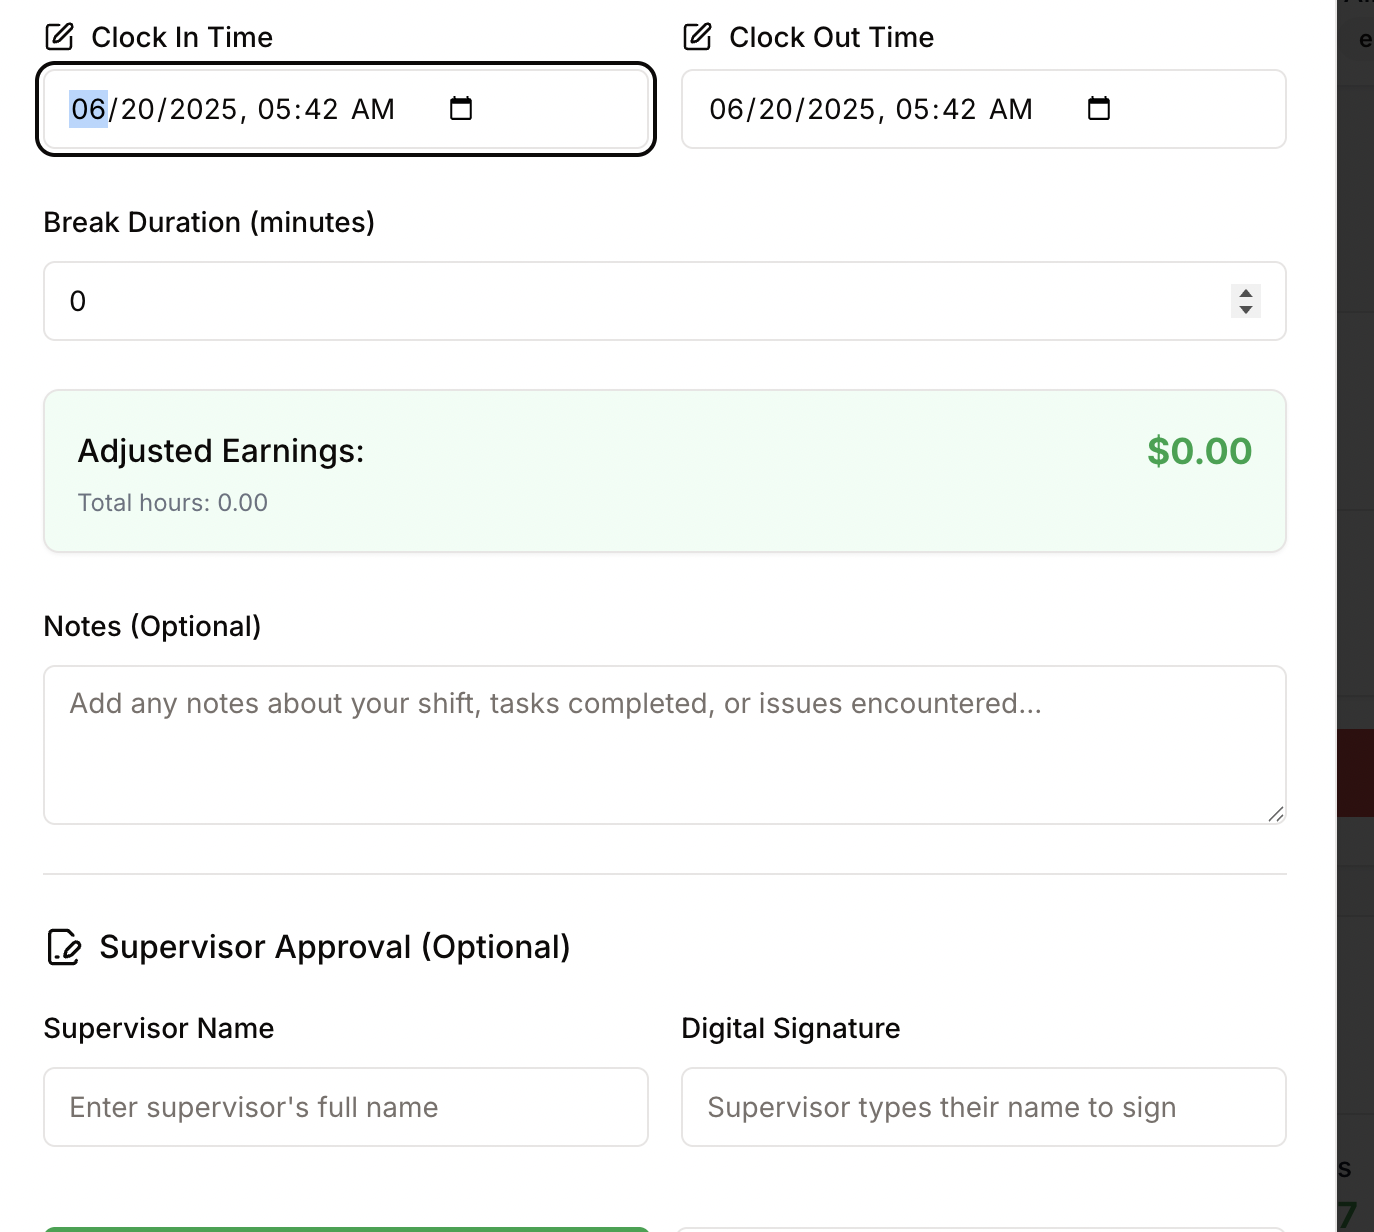 Clock In Time
Clock Out Time
06/20/2025, 05:42 AM
06/20/2025, 05:42 AM
Break Duration (minutes)
0
Adjusted Earnings:
$0.00
Total hours: 0.00
Notes (Optional)
Add any notes about your shift, tasks completed, or issues encountered...
Supervisor Approval (Optional)
Supervisor Name
Digital Signature
Enter supervisor's full name
Supervisor types their name to sign